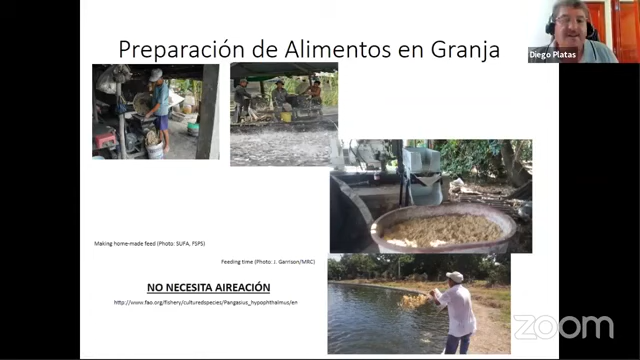 Preparación de Alimentos en Granja
Diego Platas
Making home-made feed (Photo: SUFA, FSPS)
Feeding time (Photo: J. Garrison/MRC)
NO NECESITA AIREACIÓN
http://www.fao.org/fishery/culturedspecies/Pangasius_hypophthalmus/en
zoom